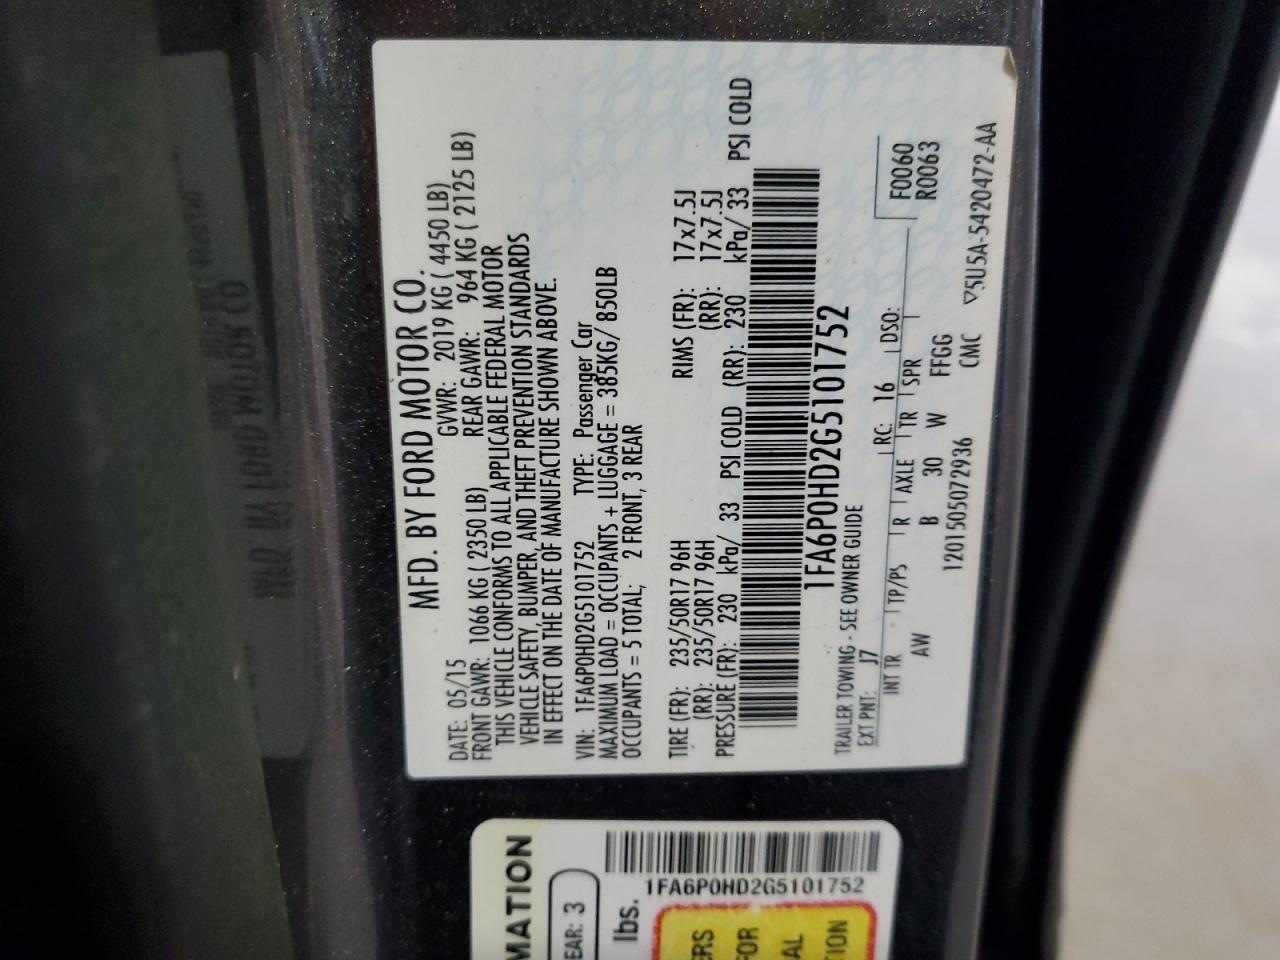 MFD. BY FORD MOTOR CO.
DATE: 05/15 GVWR: 2019 KG ( 4450 LB)
FRONT GAWR: 1066 KG ( 2350 LB) REAR GAWR: 964 KG ( 2125 LB)
THIS VEHICLE CONFORMS TO ALL APPLICABLE FEDERAL MOTOR
VEHICLE SAFETY, BUMPER, AND THEFT PREVENTION STANDARDS
IN EFFECT ON THE DATE OF MANUFACTURE SHOWN ABOVE.
VIN: 1FA6P0HD2G5101752 TYPE: Passenger Car
MAXIMUM LOAD = OCCUPANTS + LUGGAGE = 385KG/ 850LB
OCCUPANTS = 5 TOTAL; 2 FRONT, 3 REAR
TIRE (FR): 235/50R17 96H RIMS (FR): 17x7.5J
(RR): 235/50R17 96H (RR): 17x7.5J
PRESSURE (FR): 230 kPa/ 33 PSI COLD (RR): 230 kPa/ 33 PSI COLD
1FA6P0HD2G5101752
TRAILER TOWING - SEE OWNER GUIDE
EXT PNT: J7 RC: 16 DSO: F0060
INT TR TP/PS R AXLE TR SPR R0063
AW B 30 W FFGG
1201505072936 CMC ▽5U5A-5420472-AA
MATION
EAR: 3
lbs.
1FA6P0HD2G5101752
ERS
FOR
AL
TION